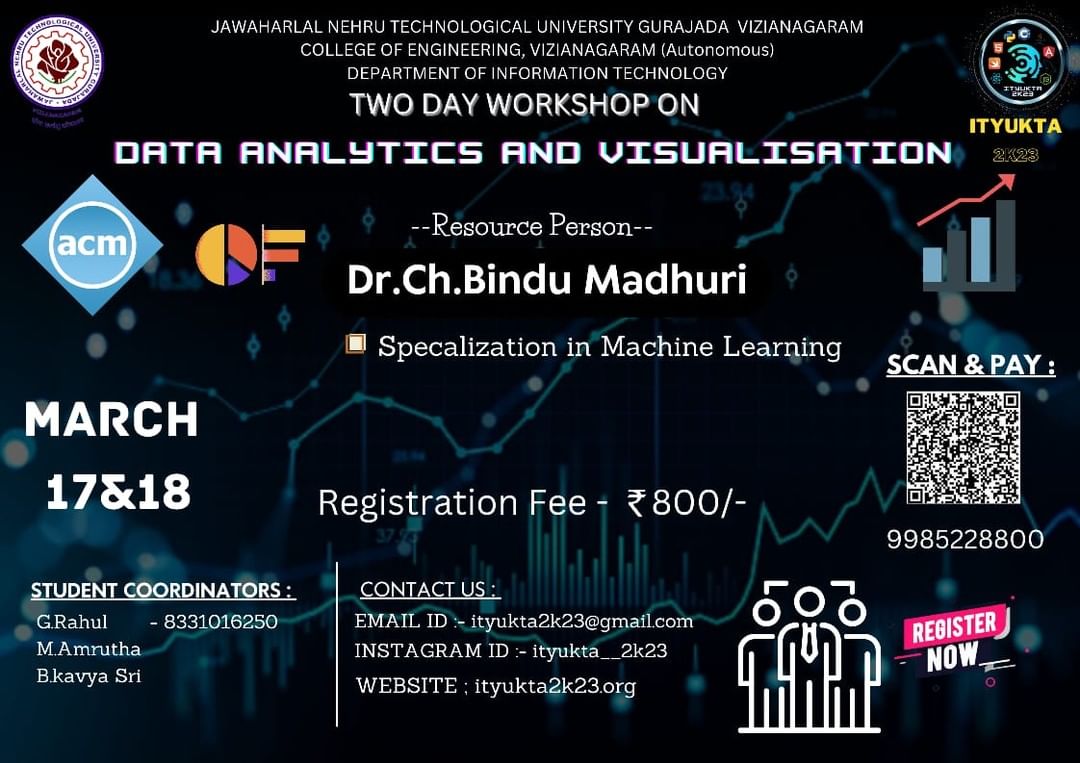 JAWAHARLAL NEHRU TECHNOLOGICAL UNIVERSITY GURAJADA VIZIANAGARAM
COLLEGE OF ENGINEERING, VIZIANAGARAM (Autonomous)
DEPARTMENT OF INFORMATION TECHNOLOGY
TWO DAY WORKSHOP ON
ITYUKTA
2K23
DATA ANALYTICS AND VISUALISATION
acm
--Resource Person--
Dr.Ch.Bindu Madhuri
Specalization in Machine Learning
SCAN & PAY :
MARCH
17&18
Registration Fee - ₹800/-
9985228800
STUDENT COORDINATORS :
G.Rahul - 8331016250
M.Amrutha
B.kavya Sri
CONTACT US :
EMAIL ID :- ityukta2k23@gmail.com
INSTAGRAM ID :- ityukta__2k23
WEBSITE ; ityukta2k23.org
REGISTER
NOW